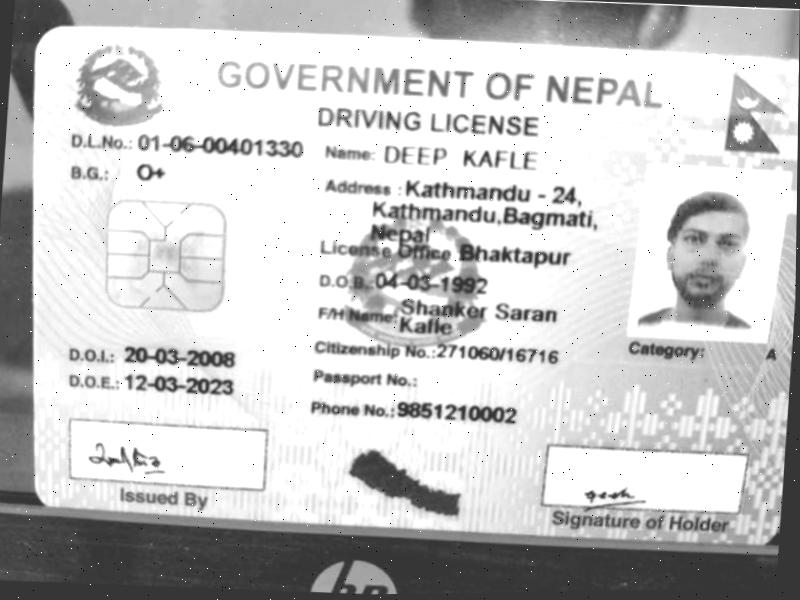 GOVERNMENT OF NEPAL
DRIVING LICENSE
D.L.No.: 01-06-00401330
B.G.: O+
Name: DEEP KAFLE
Address : Kathmandu - 24,
Kathmandu,Bagmati,
Nepal
License Office Bhaktapur
D.O.B.: 04-03-1992
F/H Name: Shanker Saran
Kafle
Citizenship No.:271060/16716
Passport No.:
Phone No.: 9851210002
D.O.I.: 20-03-2008
D.O.E.: 12-03-2023
Category: A
Issued By
Signature of Holder
hp